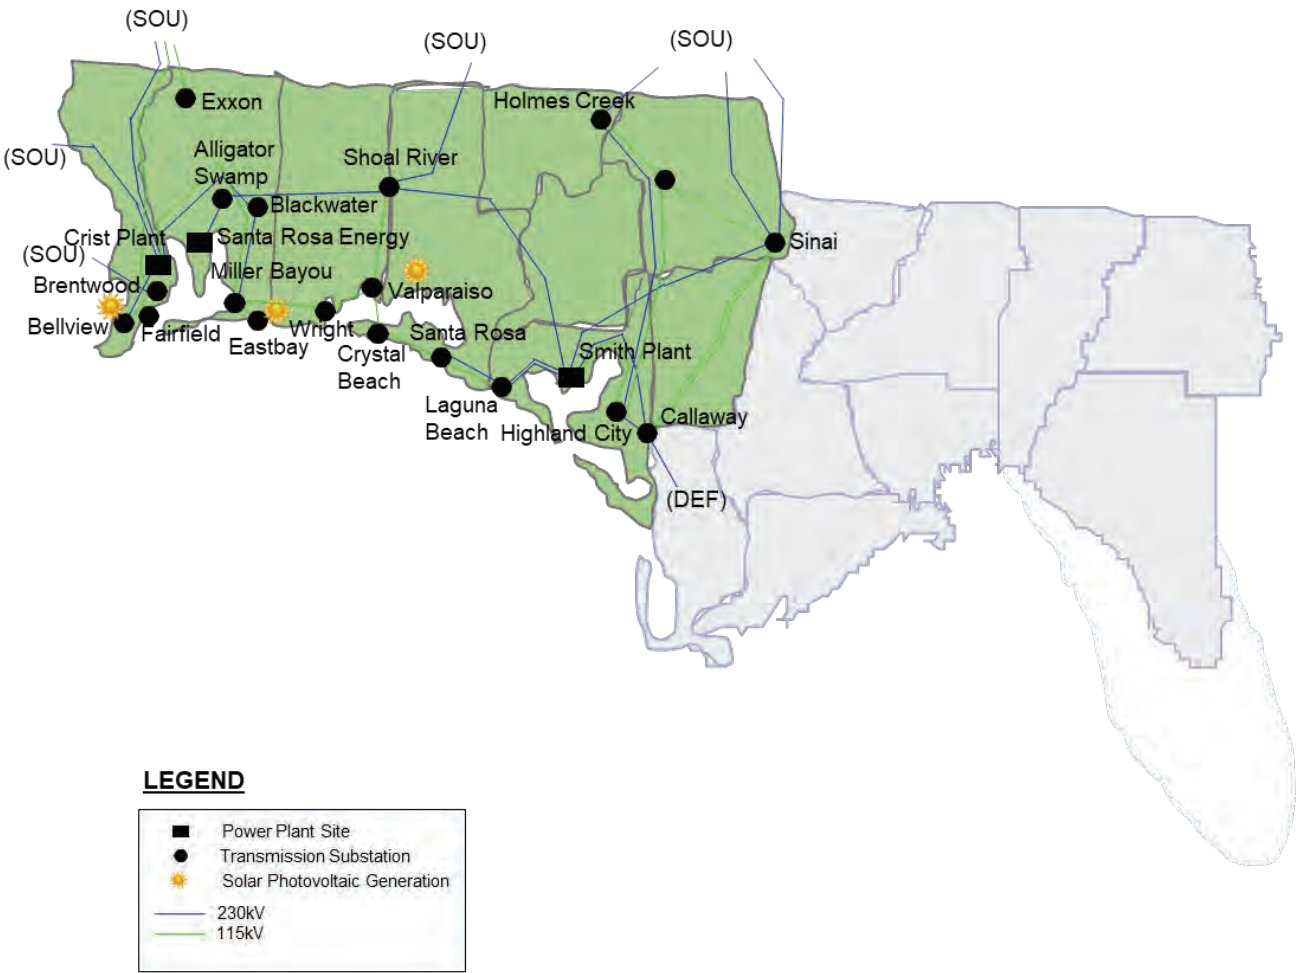 (SOU)
(SOU)
(SOU)
Exxon
Holmes Creek
Alligator
Swamp
Shoal River
(SOU)
Blackwater
Crist Plant
Santa Rosa Energy
Sinai
(SOU)
Miller Bayou
Brentwood
Valparaiso
Bellview
Fairfield
Wright
Santa Rosa
Eastbay
Crystal
Beach
Smith Plant
Laguna
Beach
Callaway
Highland City
(DEF)
LEGEND
Power Plant Site
Transmission Substation
Solar Photovoltaic Generation
230kV
115kV